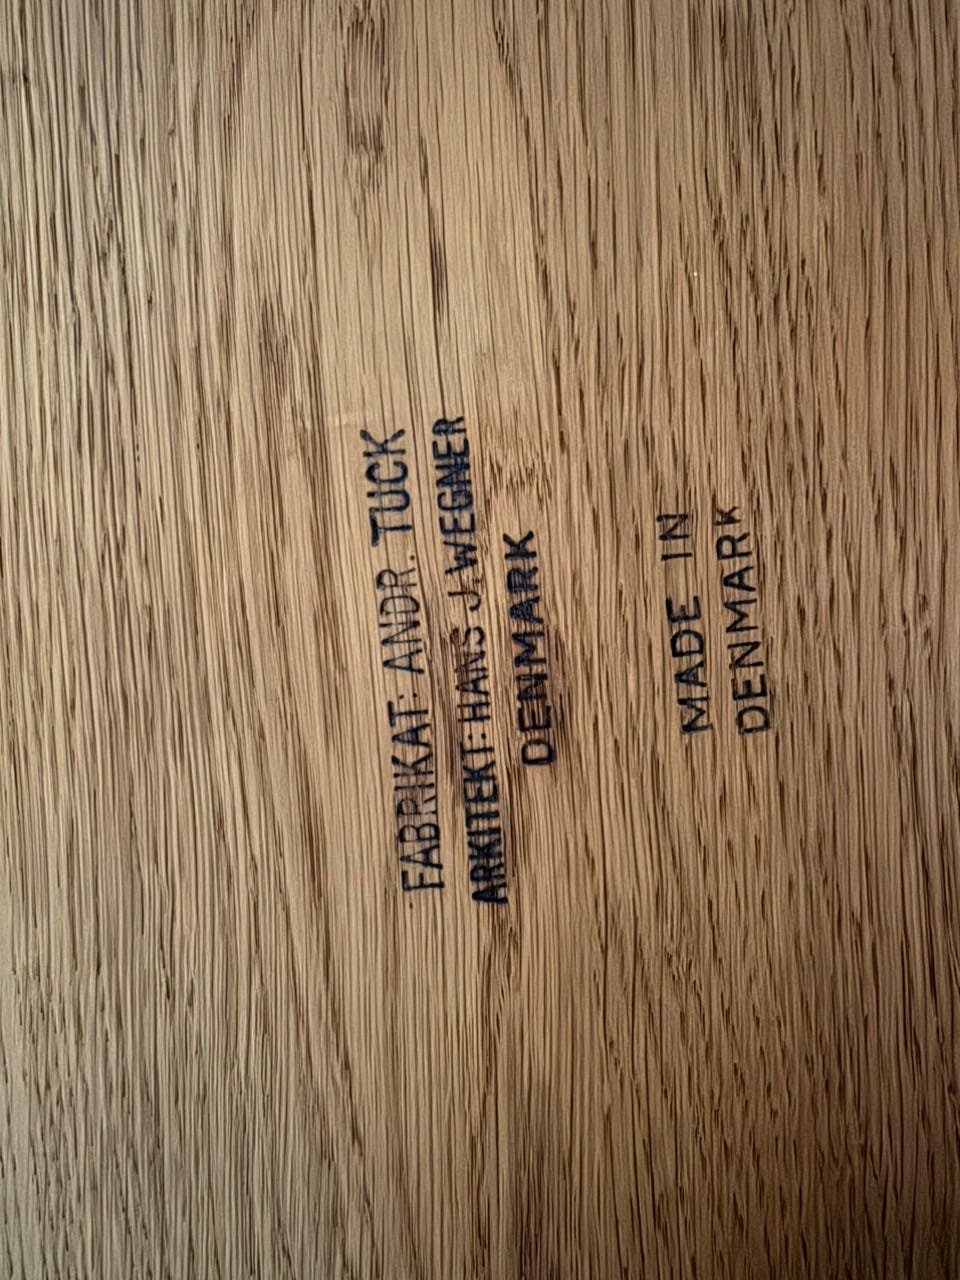 FABRIKAT: ANDR. TUCK
ARKITEKT: HANS J. WEGNER
DENMARK
MADE IN
DENMARK